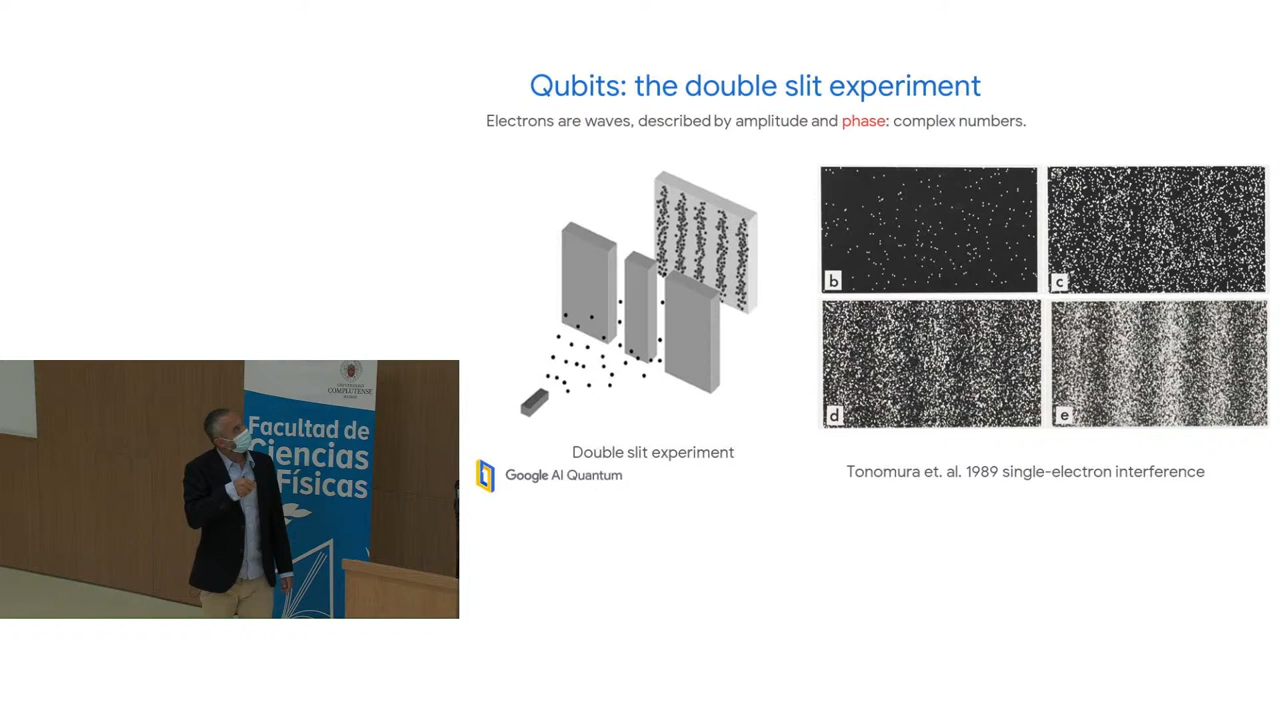 Qubits: the double slit experiment
Electrons are waves, described by amplitude and phase: complex numbers.
b
c
d
e
Double slit experiment
Tonomura et. al. 1989 single-electron interference
Google AI Quantum
COMPLUTENSE
Facultad de
Ciencias
Físicas